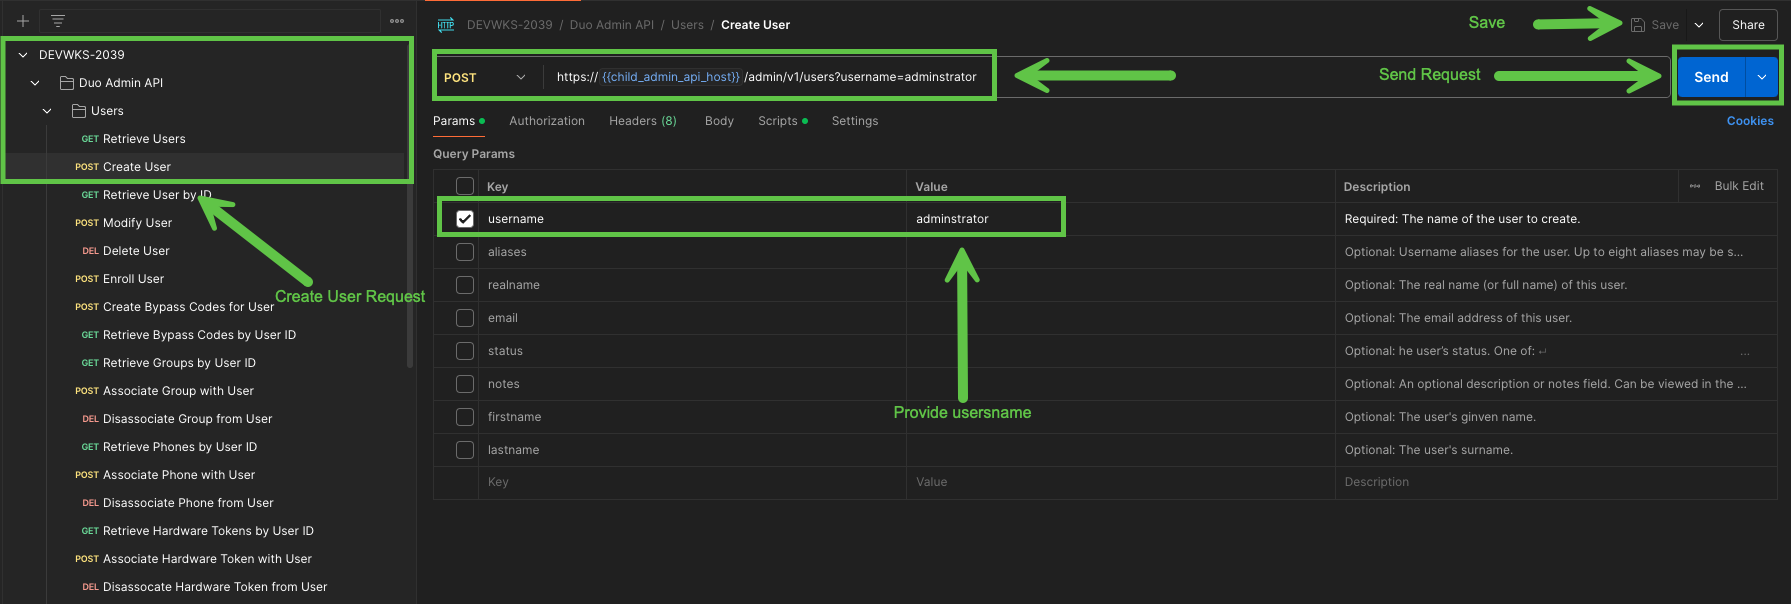 DEVWKS-2039
Duo Admin API
Users
GET Retrieve Users
POST Create User
GET Retrieve User by ID
POST Modify User
DEL Delete User
POST Enroll User
Create User Request
POST Create Bypass Codes for User
GET Retrieve Bypass Codes by User ID
GET Retrieve Groups by User ID
POST Associate Group with User
DEL Disassociate Group from User
GET Retrieve Phones by User ID
POST Associate Phone with User
DEL Disassociate Phone from User
GET Retrieve Hardware Tokens by User ID
POST Associate Hardware Token with User
DEL Disassocate Hardware Token from User
HTTP DEVWKS-2039 / Duo Admin API / Users / Create User
Save
Save
Share
POST https:// {{child_admin_api_host}} /admin/v1/users?username=adminstrator
Send Request
Send
Params Authorization Headers (8) Body Scripts Settings
Cookies
Query Params
Key Value Description ••• Bulk Edit
username adminstrator Required: The name of the user to create.
aliases Optional: Username aliases for the user. Up to eight aliases may be s...
realname Optional: The real name (or full name) of this user.
email Optional: The email address of this user.
status Optional: he user's status. One of: ↵ ...
notes Optional: An optional description or notes field. Can be viewed in the ...
Provide usersname
firstname Optional: The user's ginven name.
lastname Optional: The user's surname.
Key Value Description